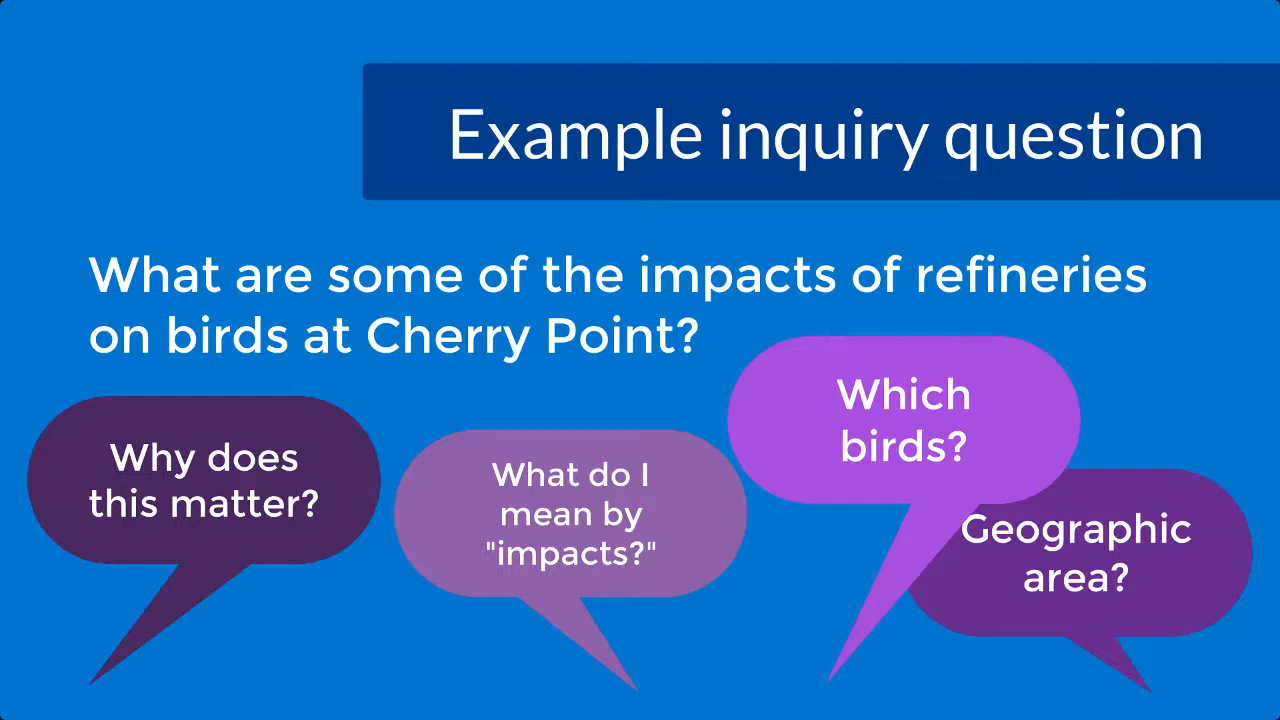 Example inquiry question
What are some of the impacts of refineries
on birds at Cherry Point?
Why does
this matter?
What do I
mean by
"impacts?"
Which
birds?
Geographic
area?